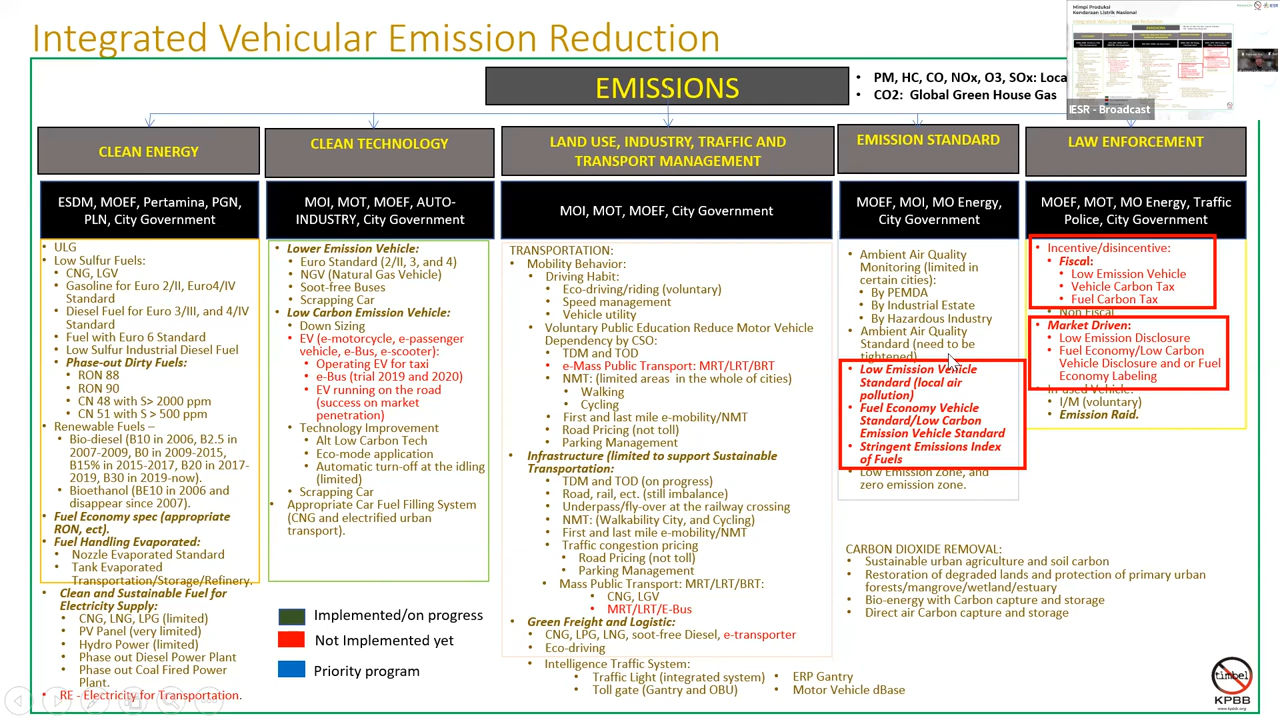 Integrated Vehicular Emission Reduction
EMISSIONS
• PM, HC, CO, NOx, O3, SOx: Loca
• CO2: Global Green House Gas
Mimpi Produksi
Kendaraan Listrik Nasional
IESR
IESR - Broadcast
CLEAN ENERGY
ESDM, MOEF, Pertamina, PGN,
PLN, City Government
• ULG
• Low Sulfur Fuels:
• CNG, LGV
• Gasoline for Euro 2/II, Euro4/IV
Standard
• Diesel Fuel for Euro 3/III, and 4/IV
Standard
• Fuel with Euro 6 Standard
• Low Sulfur Industrial Diesel Fuel
• Phase-out Dirty Fuels:
• RON 88
• RON 90
• CN 48 with S> 2000 ppm
• CN 51 with S > 500 ppm
• Renewable Fuels –
• Bio-diesel (B10 in 2006, B2.5 in
2007-2009, B0 in 2009-2015,
B15% in 2015-2017, B20 in 2017-
2019, B30 in 2019-now).
• Bioethanol (BE10 in 2006 and
disappear since 2007).
• Fuel Economy spec (appropriate
RON, ect).
• Fuel Handling Evaporated:
• Nozzle Evaporated Standard
• Tank Evaporated
Transportation/Storage/Refinery.
• Clean and Sustainable Fuel for
Electricity Supply:
• CNG, LNG, LPG (limited)
• PV Panel (very limited)
• Hydro Power (limited)
• Phase out Diesel Power Plant
• Phase out Coal Fired Power
Plant.
• RE - Electricity for Transportation.
CLEAN TECHNOLOGY
MOI, MOT, MOEF, AUTO-
INDUSTRY, City Government
• Lower Emission Vehicle:
• Euro Standard (2/II, 3, and 4)
• NGV (Natural Gas Vehicle)
• Soot-free Buses
• Scrapping Car
• Low Carbon Emission Vehicle:
• Down Sizing
• EV (e-motorcycle, e-passenger
vehicle, e-Bus, e-scooter):
• Operating EV for taxi
• e-Bus (trial 2019 and 2020)
• EV running on the road
(success on market
penetration)
• Technology Improvement
• Alt Low Carbon Tech
• Eco-mode application
• Automatic turn-off at the idling
(limited)
• Scrapping Car
• Appropriate Car Fuel Filling System
(CNG and electrified urban
transport).
Implemented/on progress
Not Implemented yet
Priority program
LAND USE, INDUSTRY, TRAFFIC AND
TRANSPORT MANAGEMENT
MOI, MOT, MOEF, City Government
TRANSPORTATION:
• Mobility Behavior:
• Driving Habit:
• Eco-driving/riding (voluntary)
• Speed management
• Vehicle utility
• Voluntary Public Education Reduce Motor Vehicle
Dependency by CSO:
• TDM and TOD
• e-Mass Public Transport: MRT/LRT/BRT
• NMT: (limited areas in the whole of cities)
• Walking
• Cycling
• First and last mile e-mobility/NMT
• Road Pricing (not toll)
• Parking Management
• Infrastructure (limited to support Sustainable
Transportation:
• TDM and TOD (on progress)
• Road, rail, ect. (still imbalance)
• Underpass/fly-over at the railway crossing
• NMT: (Walkability City, and Cycling)
• First and last mile e-mobility/NMT
• Traffic congestion pricing
• Road Pricing (not toll)
• Parking Management
• Mass Public Transport: MRT/LRT/BRT:
• CNG, LGV
• MRT/LRT/E-Bus
• Green Freight and Logistic:
• CNG, LPG, LNG, soot-free Diesel, e-transporter
• Eco-driving
• Intelligence Traffic System:
• Traffic Light (integrated system)
• Toll gate (Gantry and OBU)
• ERP Gantry
• Motor Vehicle dBase
EMISSION STANDARD
MOEF, MOI, MO Energy,
City Government
• Ambient Air Quality
Monitoring (limited in
certain cities):
• By PEMDA
• By Industrial Estate
• By Hazardous Industry
• Ambient Air Quality
Standard (need to be
tightened)
• Low Emission Vehicle
Standard (local air
pollution)
• Fuel Economy Vehicle
Standard/Low Carbon
Emission Vehicle Standard
• Stringent Emissions Index
of Fuels
• Low Emission Zone, and
zero emission zone.
LAW ENFORCEMENT
MOEF, MOT, MO Energy, Traffic
Police, City Government
• Incentive/disincentive:
• Fiscal:
• Low Emission Vehicle
• Vehicle Carbon Tax
• Fuel Carbon Tax
• Non Fiscal
• Market Driven:
• Low Emission Disclosure
• Fuel Economy/Low Carbon
Vehicle Disclosure and or Fuel
Economy Labeling
• In-used Vehicle:
• I/M (voluntary)
• Emission Raid.
CARBON DIOXIDE REMOVAL:
• Sustainable urban agriculture and soil carbon
• Restoration of degraded lands and protection of primary urban
forests/mangrove/wetland/estuary
• Bio-energy with Carbon capture and storage
• Direct air Carbon capture and storage
timbel
KPBB
www.kpbb.org